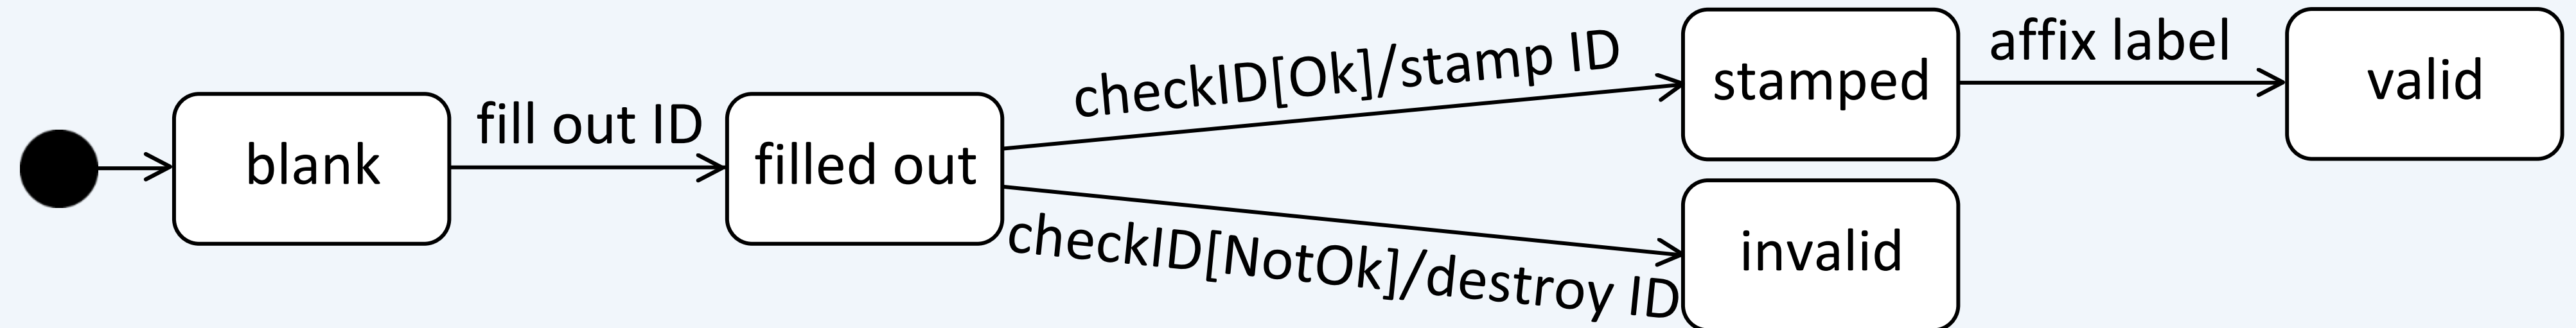 blank
fill out ID
filled out
checkID[Ok]/stamp ID
stamped
affix label
valid
checkID[NotOk]/destroy ID
invalid